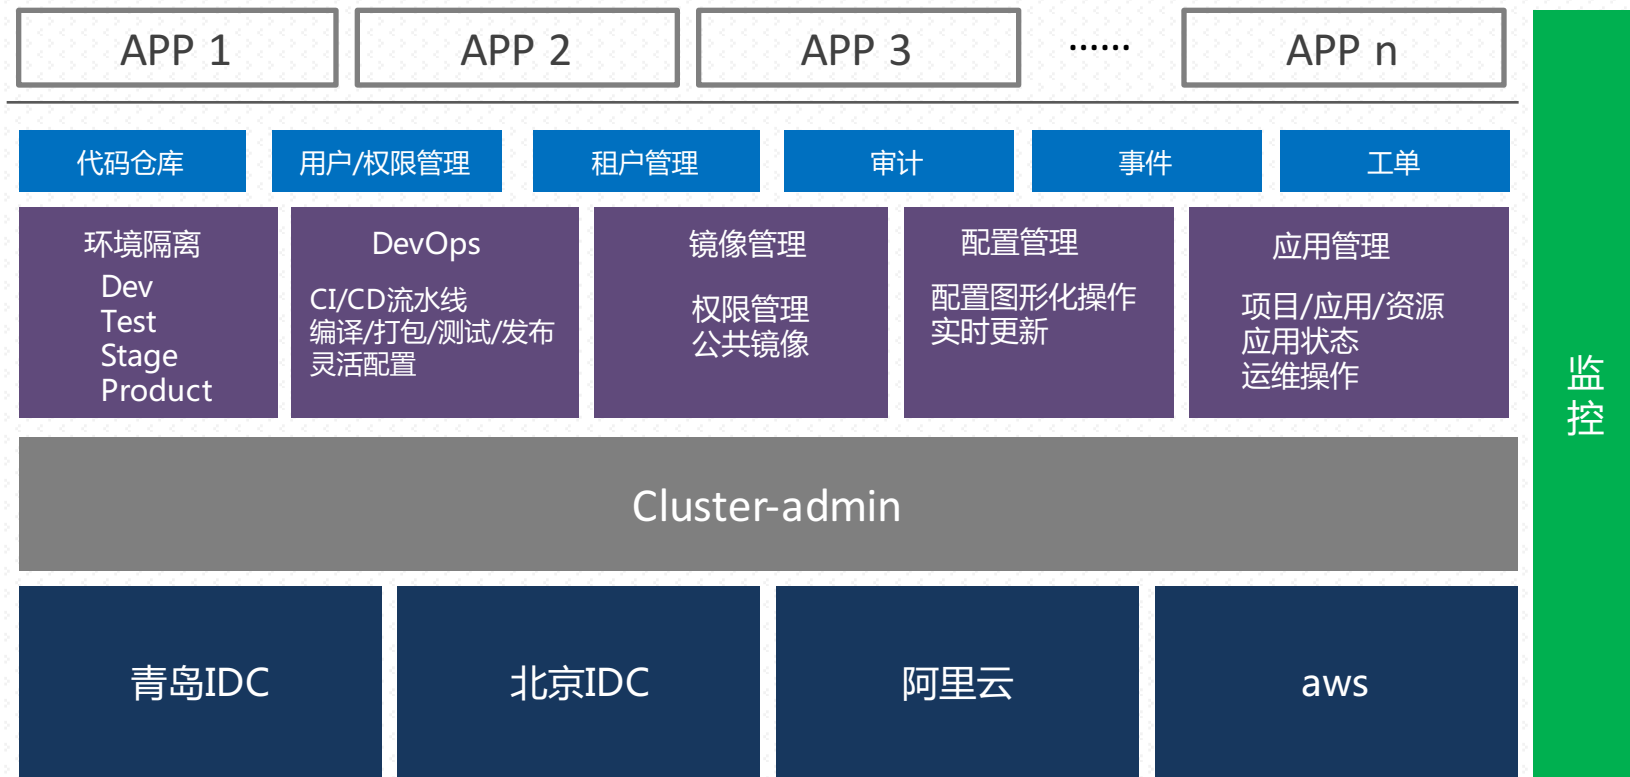 APP 1
APP 2
APP 3
......
APP n
代码仓库
用户/权限管理
租户管理
审计
事件
工单
环境隔离
Dev
Test
Stage
Product
DevOps
CI/CD流水线
编译/打包/测试/发布
灵活配置
镜像管理
权限管理
公共镜像
配置管理
配置图形化操作
实时更新
应用管理
项目/应用/资源
应用状态
运维操作
监
控
Cluster-admin
青岛IDC
北京IDC
阿里云
aws